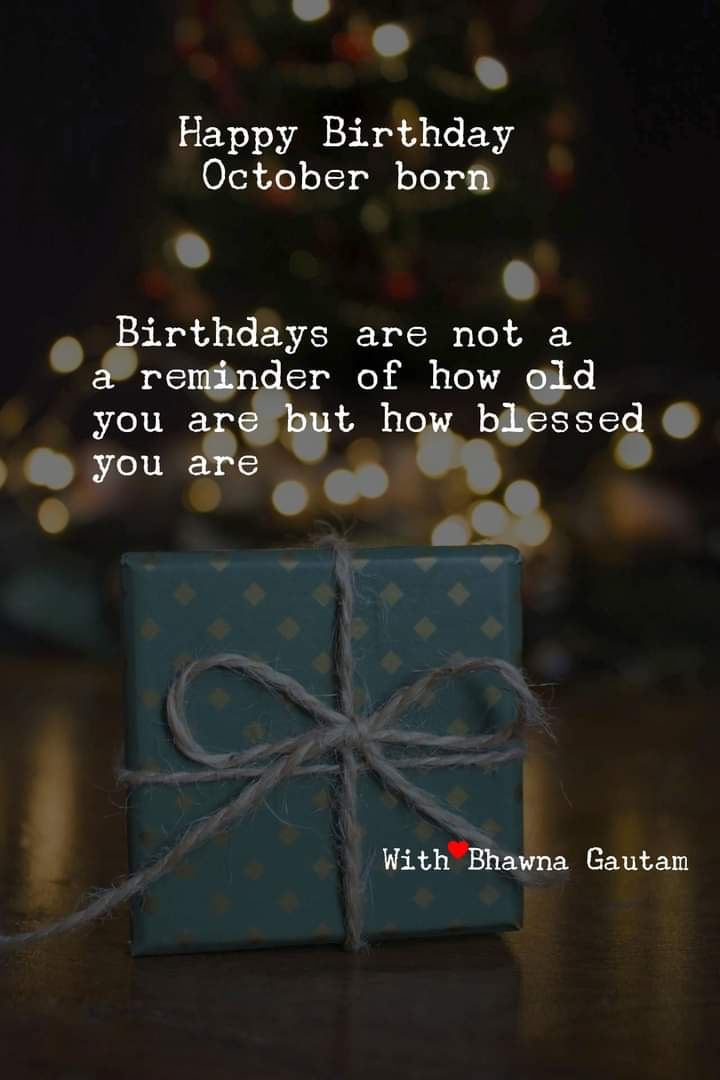 Happy Birthday
October born
Birthdays are not a
a reminder of how old
you are but how blessed
you are
With❤Bhawna Gautam